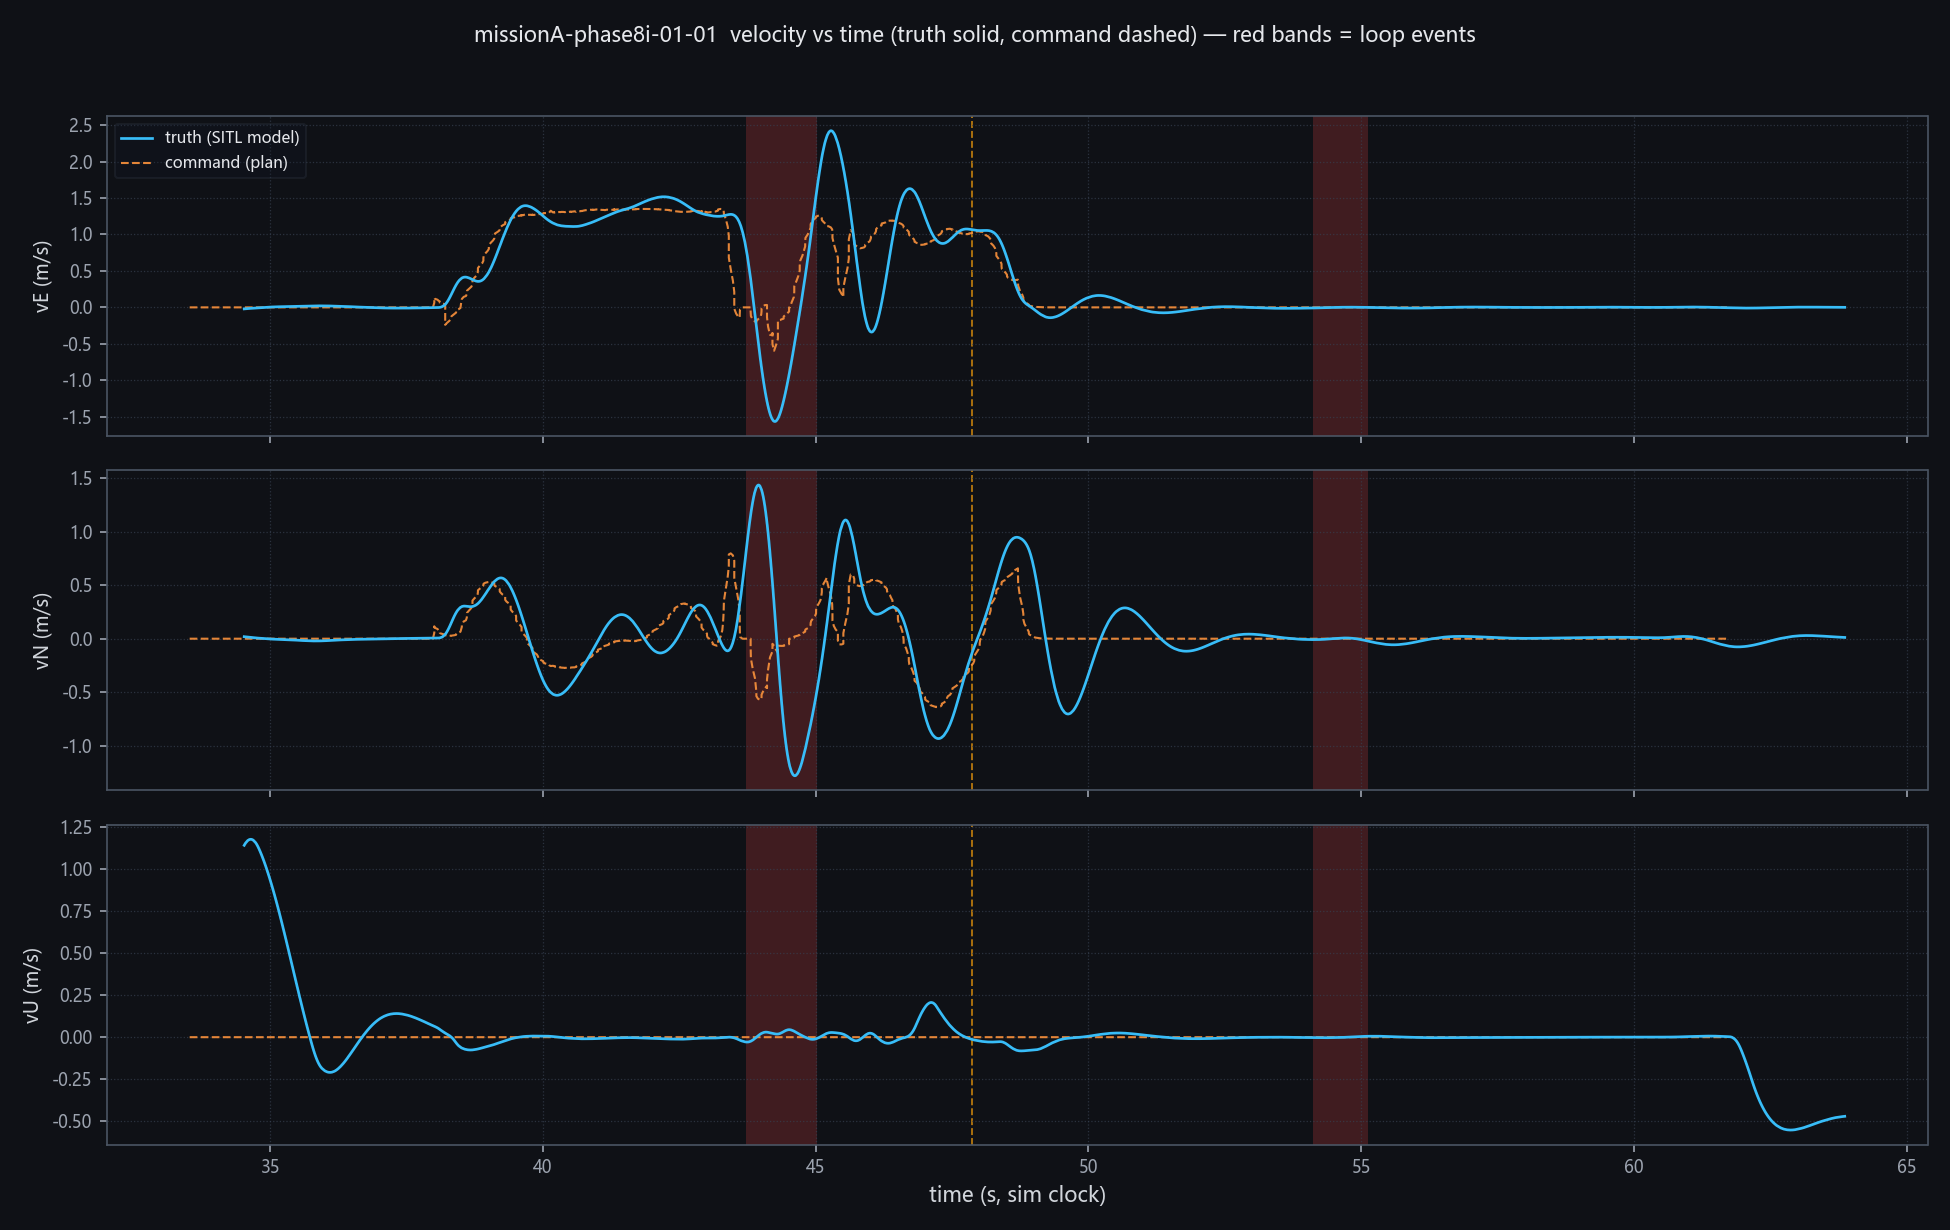 missionA-phase8i-01-01  velocity vs time (truth solid, command dashed) — red bands = loop events
truth (SITL model)
command (plan)
vE (m/s)
2.5
2.0
1.5
1.0
0.5
0.0
-0.5
-1.0
-1.5
vN (m/s)
1.5
1.0
0.5
0.0
-0.5
-1.0
vU (m/s)
1.25
1.00
0.75
0.50
0.25
0.00
-0.25
-0.50
35 40 45 50 55 60 65
time (s, sim clock)